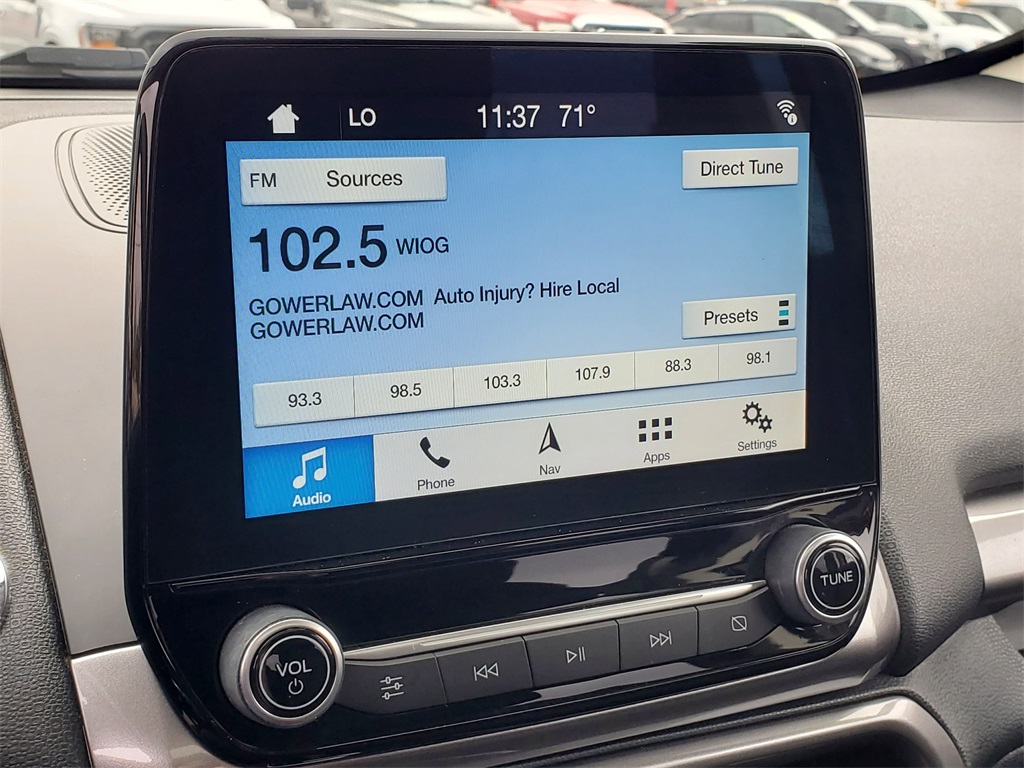 LO 11:37 71°
FM Sources Direct Tune
102.5 WIOG
GOWERLAW.COM Auto Injury? Hire Local
GOWERLAW.COM
Presets
93.3 98.5 103.3 107.9 88.3 98.1
Audio Phone Nav Apps Settings
VOL TUNE